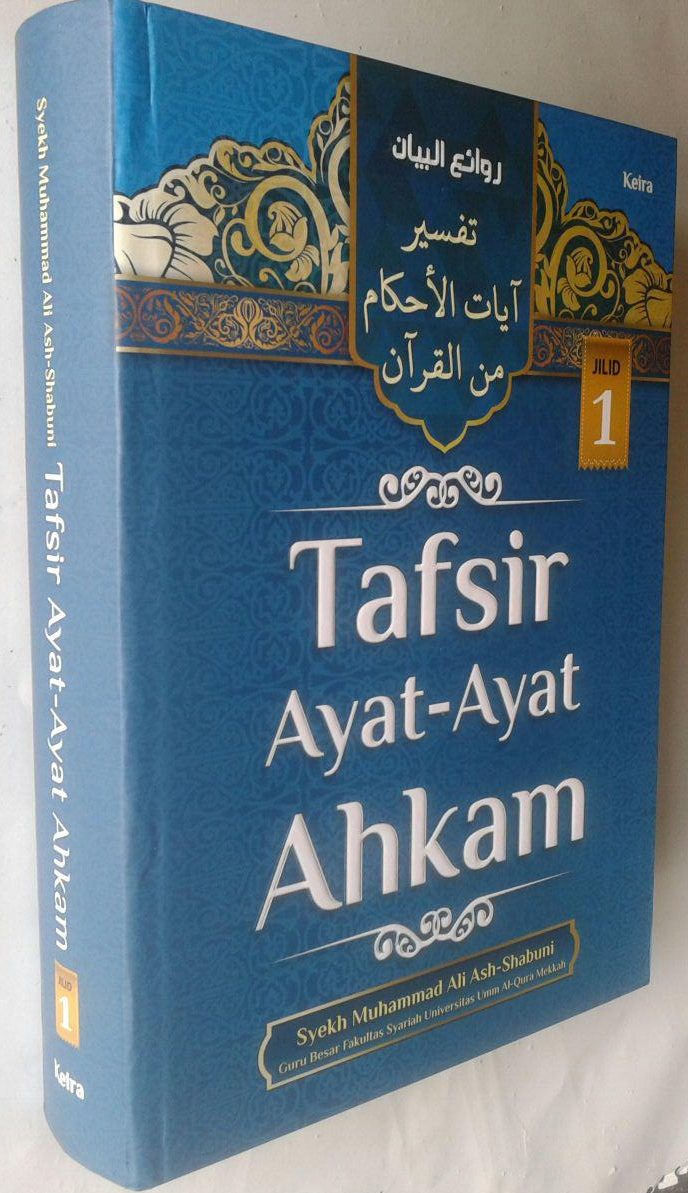 Syekh Muhammad Ali Ash-Shabuni Tafsir Ayat-Ayat Ahkam
JILID
1
Keira
روائع البيان
تفسير
آيات الأحكام
من القرآن
Keira
JILID
1
Tafsir
Ayat-Ayat
Ahkam
Syekh Muhammad Ali Ash-Shabuni
Guru Besar Fakultas Syariah Universitas Umm Al-Qura Mekkah